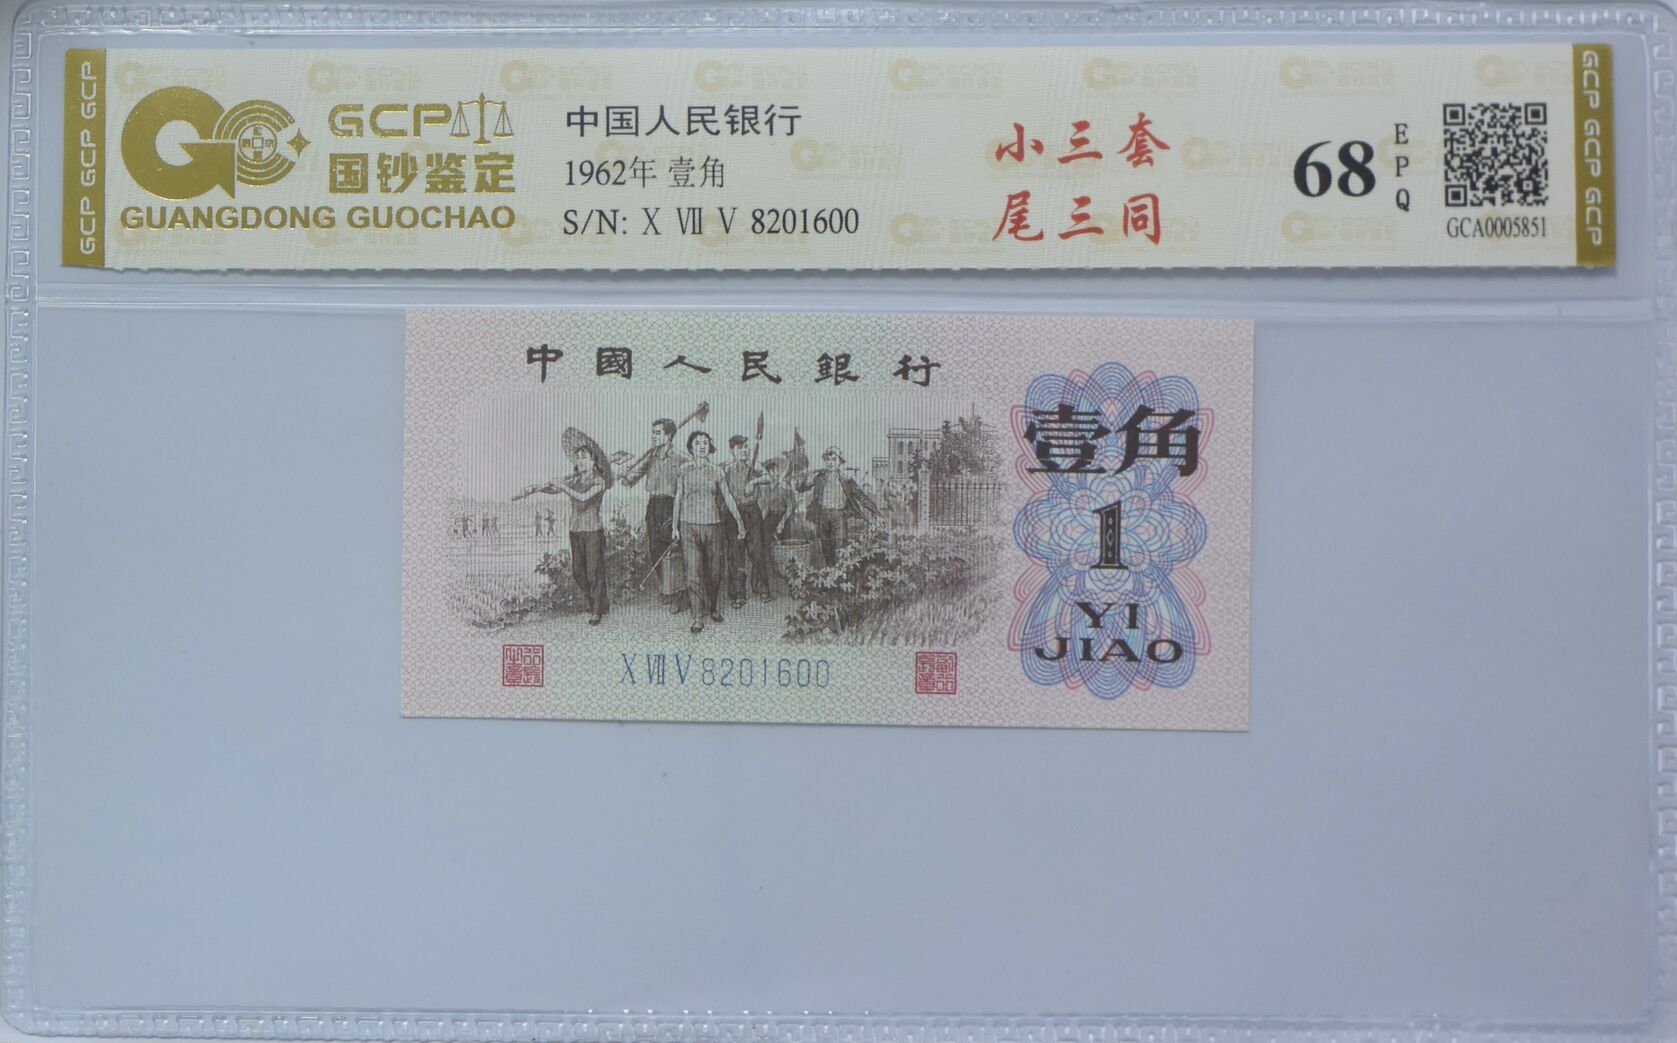 GCP GCP GCP
GCP
国钞鉴定
GUANGDONG GUOCHAO
中国人民银行
1962年 壹角
S/N: X Ⅶ V 8201600
小三套
尾三同
68
EPQ
GCA0005851
GCP GCP GCP
中國人民銀行
壹角
1
YI
JIAO
X Ⅷ V 8201600